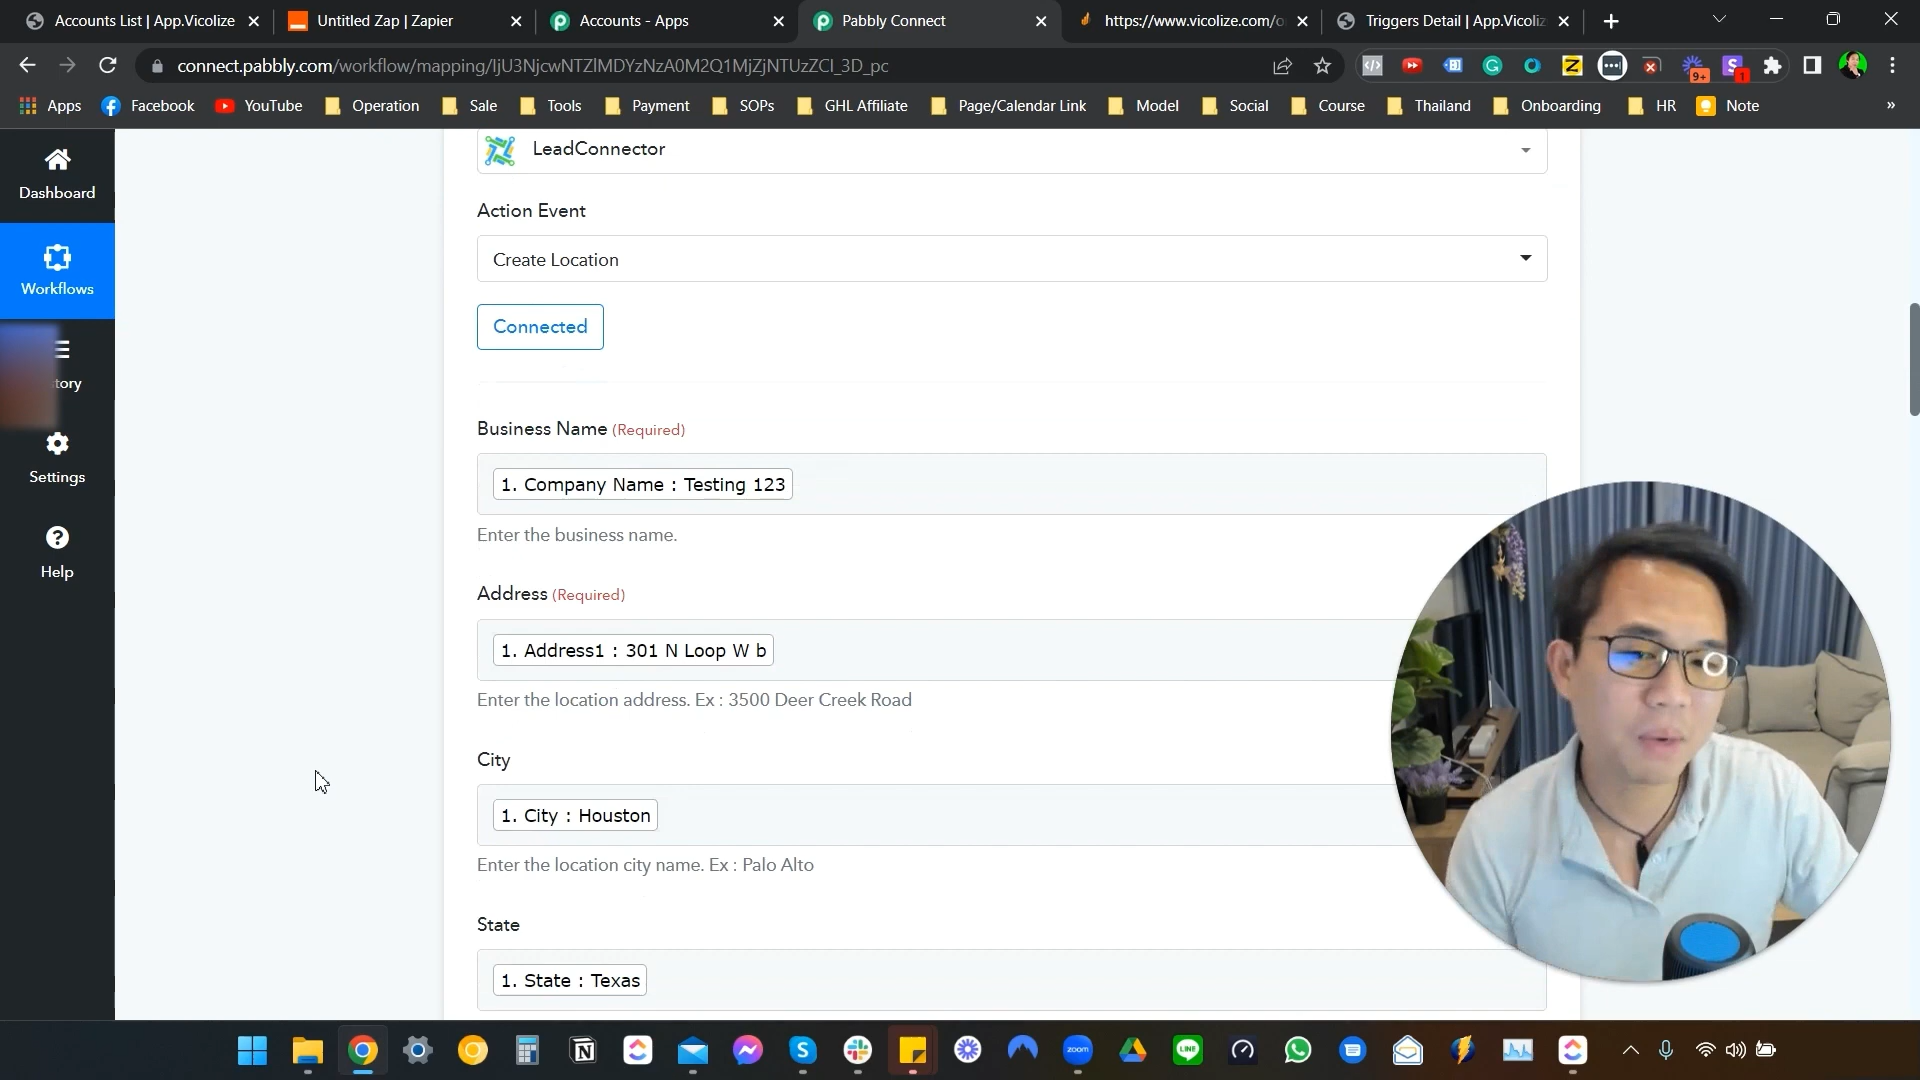 Accounts List | App.Vicolize
Untitled Zap | Zapier
Accounts - Apps
Pabbly Connect
https://www.vicolize.com/o
Triggers Detail | App.Vicoliz
connect.pabbly.com/workflow/mapping/IjU3NjcwNTZlMDYzNzA0M2Q1MjZjNTUzZCI_3D_pc
9+
1
Apps
Facebook
YouTube
Operation
Sale
Tools
Payment
SOPs
GHL Affiliate
Page/Calendar Link
Model
Social
Course
Thailand
Onboarding
HR
Note
»
Dashboard
Workflows
tory
Settings
Help
LeadConnector
Action Event
Create Location
Connected
Business Name (Required)
1. Company Name : Testing 123
Enter the business name.
Address (Required)
1. Address1 : 301 N Loop W b
Enter the location address. Ex : 3500 Deer Creek Road
City
1. City : Houston
Enter the location city name. Ex : Palo Alto
State
1. State : Texas
zoom
LINE